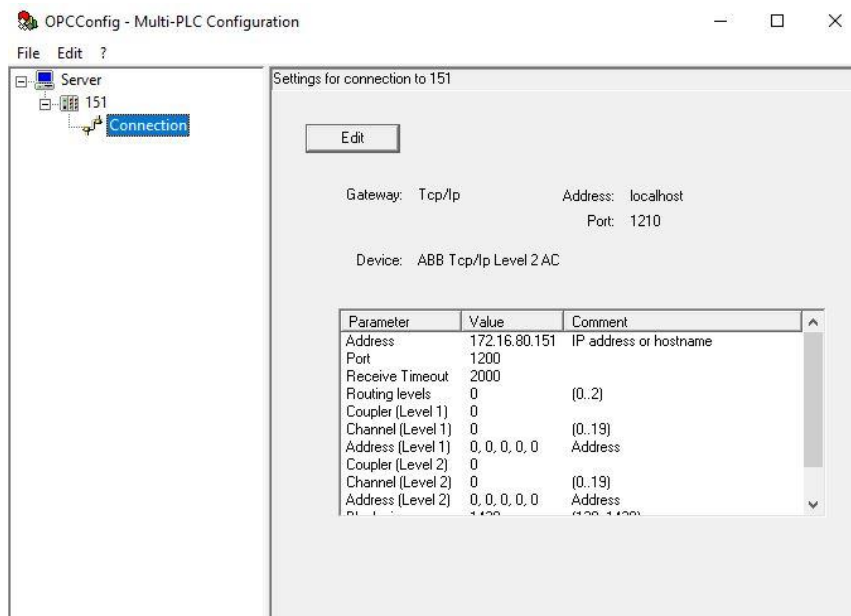 OPCConfig - Multi-PLC Configuration
File Edit ?
Server
151
Connection
Settings for connection to 151
Edit
Gateway: Tcp/Ip Address: localhost
Port: 1210
Device: ABB Tcp/Ip Level 2 AC
Parameter Value Comment
Address 172.16.80.151 IP address or hostname
Port 1200
Receive Timeout 2000
Routing levels 0 (0..2)
Coupler (Level 1) 0
Channel (Level 1) 0 (0..19)
Address (Level 1) 0, 0, 0, 0, 0 Address
Coupler (Level 2) 0
Channel (Level 2) 0 (0..19)
Address (Level 2) 0, 0, 0, 0, 0 Address